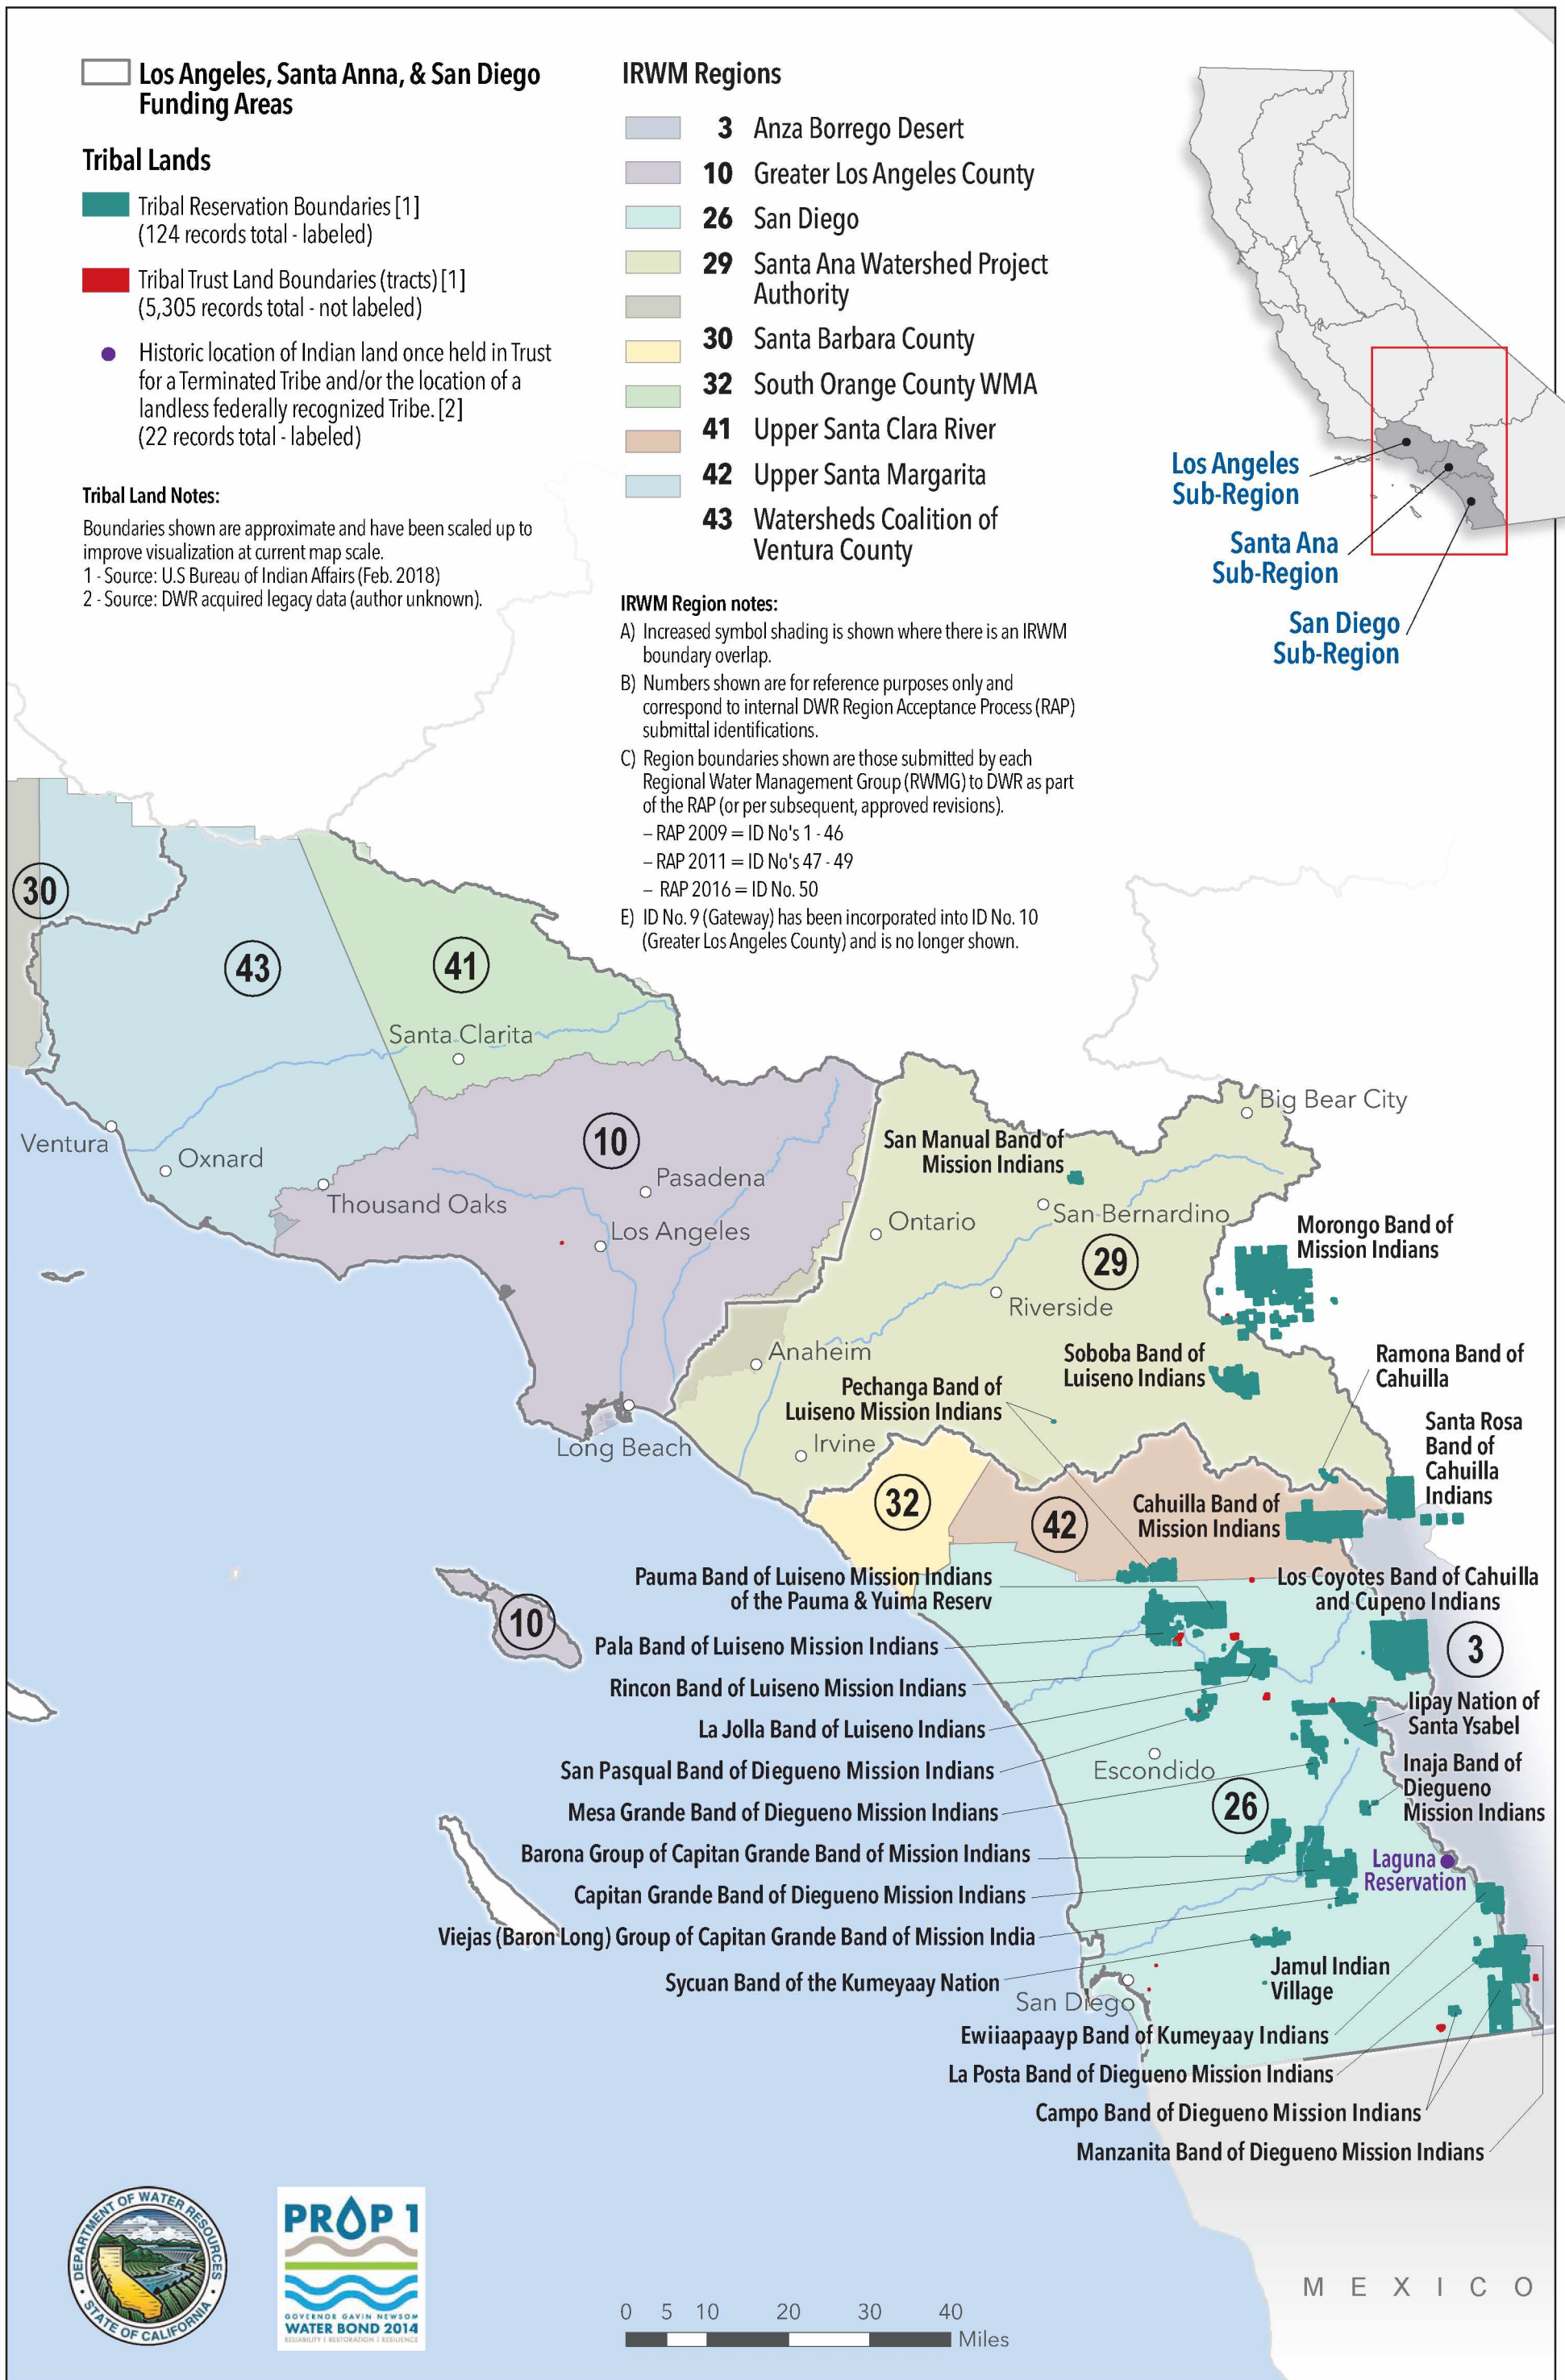 Los Angeles, Santa Anna, & San Diego
Funding Areas
Tribal Lands
Tribal Reservation Boundaries [1]
(124 records total - labeled)
Tribal Trust Land Boundaries (tracts) [1]
(5,305 records total - not labeled)
Historic location of Indian land once held in Trust
for a Terminated Tribe and/or the location of a
landless federally recognized Tribe. [2]
(22 records total - labeled)
Tribal Land Notes:
Boundaries shown are approximate and have been scaled up to
improve visualization at current map scale.
1 - Source: U.S Bureau of Indian Affairs (Feb. 2018)
2 - Source: DWR acquired legacy data (author unknown).
IRWM Regions
3 Anza Borrego Desert
10 Greater Los Angeles County
26 San Diego
29 Santa Ana Watershed Project
Authority
30 Santa Barbara County
32 South Orange County WMA
41 Upper Santa Clara River
42 Upper Santa Margarita
43 Watersheds Coalition of
Ventura County
IRWM Region notes:
A) Increased symbol shading is shown where there is an IRWM
boundary overlap.
B) Numbers shown are for reference purposes only and
correspond to internal DWR Region Acceptance Process (RAP)
submittal identifications.
C) Region boundaries shown are those submitted by each
Regional Water Management Group (RWMG) to DWR as part
of the RAP (or per subsequent, approved revisions).
– RAP 2009 = ID No's 1 - 46
– RAP 2011 = ID No's 47 - 49
– RAP 2016 = ID No. 50
E) ID No. 9 (Gateway) has been incorporated into ID No. 10
(Greater Los Angeles County) and is no longer shown.
Los Angeles
Sub-Region
Santa Ana
Sub-Region
San Diego
Sub-Region
30
43
41
Santa Clarita
Ventura
Oxnard
Thousand Oaks
10
Pasadena
Los Angeles
Long Beach
Big Bear City
San Manual Band of
Mission Indians
San Bernardino
Ontario
29
Riverside
Morongo Band of
Mission Indians
Anaheim
Soboba Band of
Luiseno Indians
Ramona Band of
Cahuilla
Pechanga Band of
Luiseno Mission Indians
Irvine
Santa Rosa
Band of
Cahuilla
Indians
32
42
Cahuilla Band of
Mission Indians
10
Pauma Band of Luiseno Mission Indians
of the Pauma & Yuima Reserv
Los Coyotes Band of Cahuilla
and Cupeno Indians
3
Pala Band of Luiseno Mission Indians
Rincon Band of Luiseno Mission Indians
La Jolla Band of Luiseno Indians
Iipay Nation of
Santa Ysabel
San Pasqual Band of Diegueno Mission Indians
Escondido
Inaja Band of
Diegueno
Mission Indians
Mesa Grande Band of Diegueno Mission Indians
26
Barona Group of Capitan Grande Band of Mission Indians
Laguna
Reservation
Capitan Grande Band of Diegueno Mission Indians
Viejas (Baron Long) Group of Capitan Grande Band of Mission India
Sycuan Band of the Kumeyaay Nation
Jamul Indian
Village
San Diego
Ewiiaapaayp Band of Kumeyaay Indians
La Posta Band of Diegueno Mission Indians
Campo Band of Diegueno Mission Indians
Manzanita Band of Diegueno Mission Indians
MEXICO
DEPARTMENT OF WATER RESOURCES
STATE OF CALIFORNIA
PROP 1
GOVERNOR GAVIN NEWSOM
WATER BOND 2014
RELIABILITY | RESTORATION | RESILIENCE
0 5 10 20 30 40
Miles